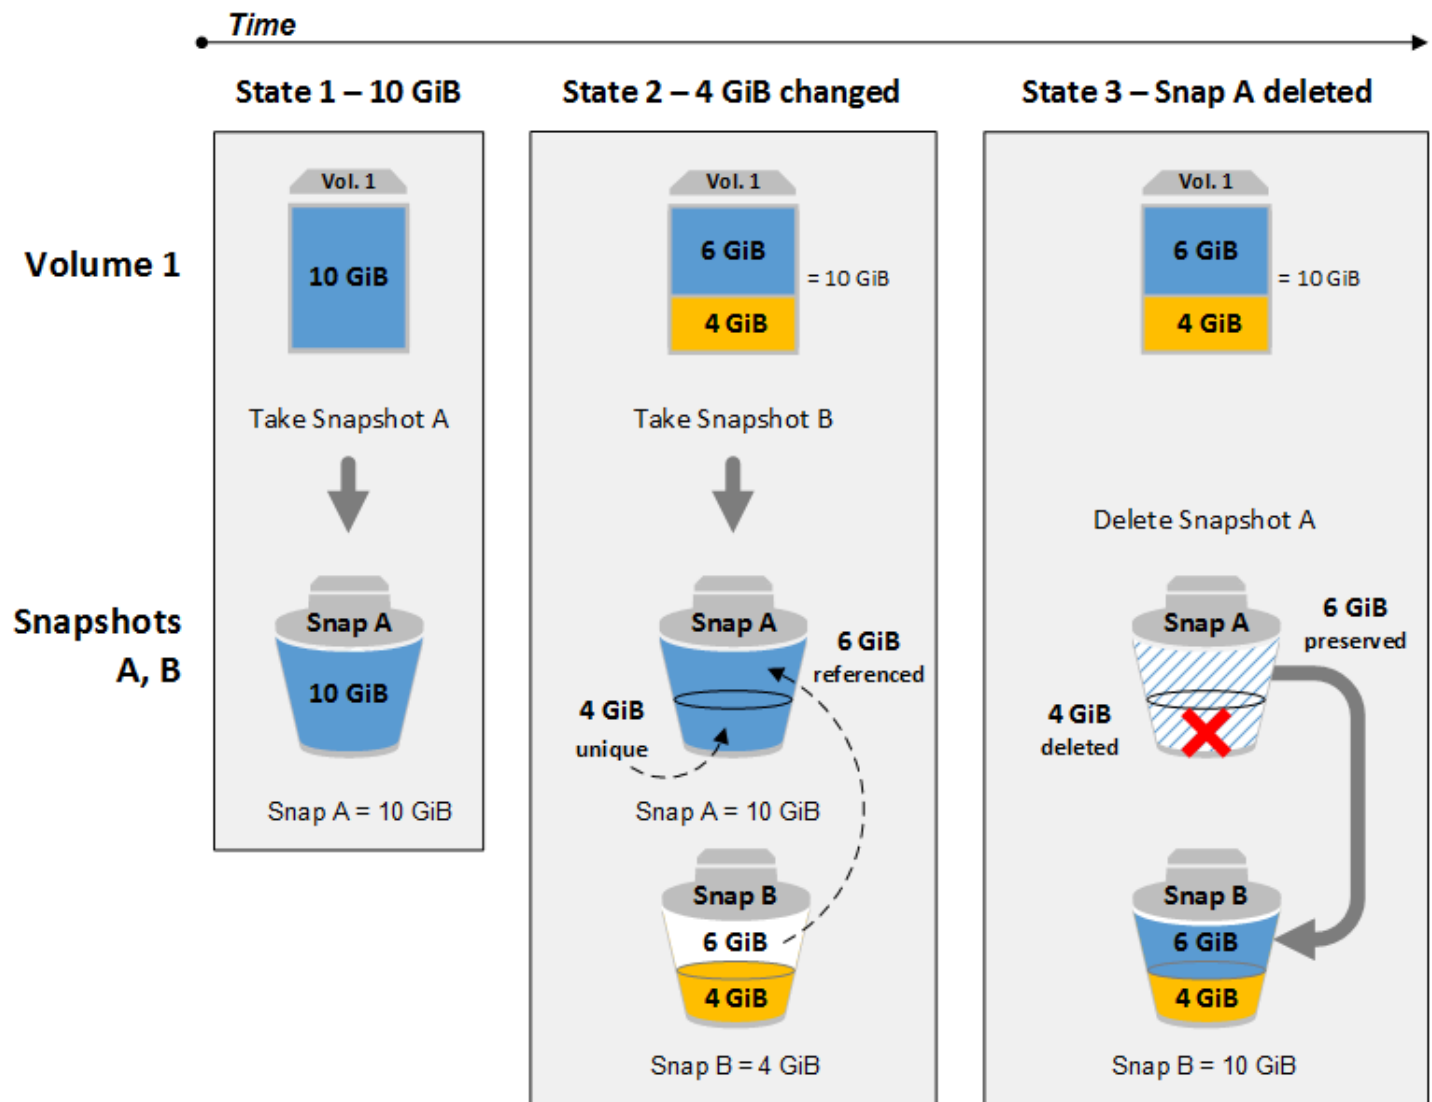 Time
State 1 – 10 GiB
State 2 – 4 GiB changed
State 3 – Snap A deleted
Volume 1
Vol. 1
10 GiB
Vol. 1
6 GiB
4 GiB
= 10 GiB
Vol. 1
6 GiB
4 GiB
= 10 GiB
Take Snapshot A
Take Snapshot B
Delete Snapshot A
Snapshots
A, B
Snap A
10 GiB
Snap A = 10 GiB
Snap A
6 GiB
referenced
4 GiB
unique
Snap A = 10 GiB
Snap B
6 GiB
4 GiB
Snap B = 4 GiB
Snap A
6 GiB
preserved
4 GiB
deleted
Snap B
6 GiB
4 GiB
Snap B = 10 GiB